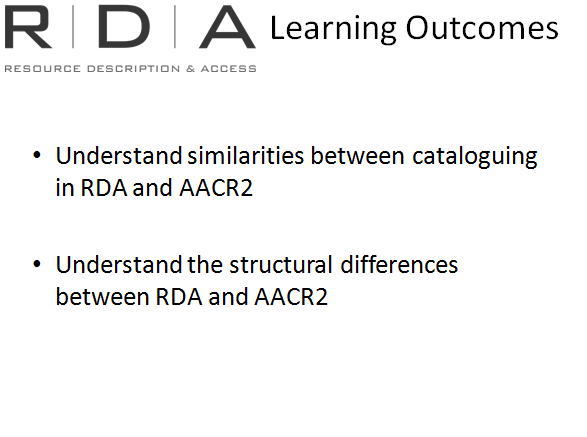 R | D | A Learning Outcomes
RESOURCE DESCRIPTION & ACCESS
• Understand similarities between cataloguing
in RDA and AACR2
• Understand the structural differences
between RDA and AACR2